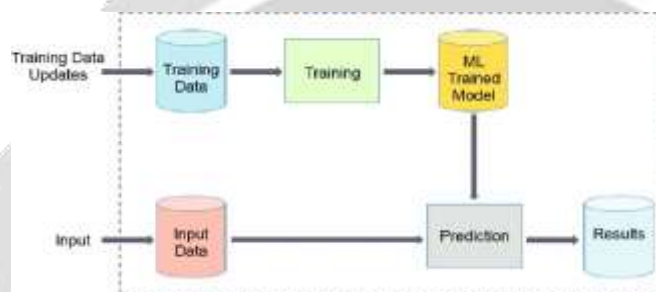 Training Data
Updates
Training
Data
Training
ML
Trained
Model
Input
Input
Data
Prediction
Results